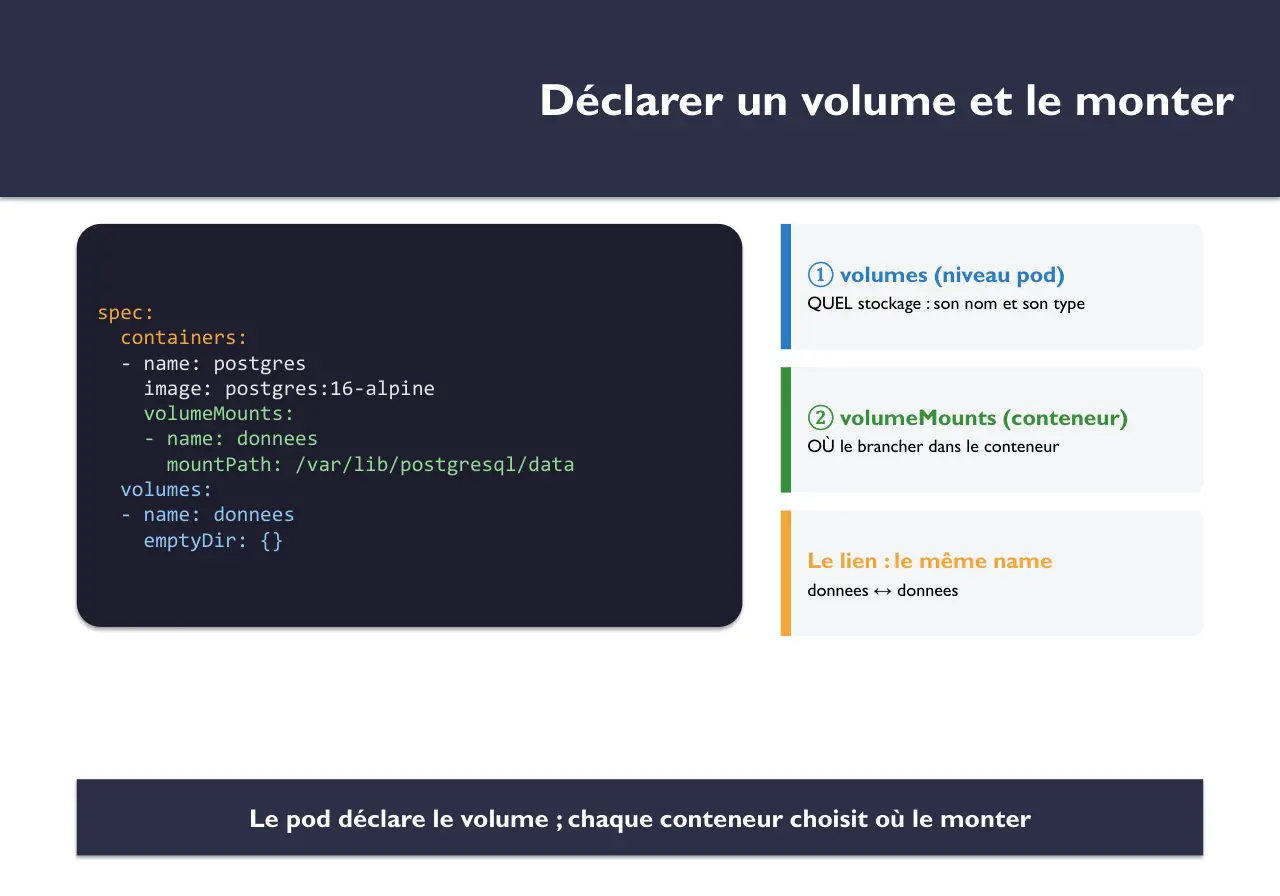 Déclarer un volume et le monter
spec:
  containers:
  - name: postgres
    image: postgres:16-alpine
    volumeMounts:
    - name: donnees
      mountPath: /var/lib/postgresql/data
  volumes:
  - name: donnees
    emptyDir: {}
① volumes (niveau pod)
QUEL stockage : son nom et son type
② volumeMounts (conteneur)
OÙ le brancher dans le conteneur
Le lien : le même name
donnees ↔ donnees
Le pod déclare le volume ; chaque conteneur choisit où le monter